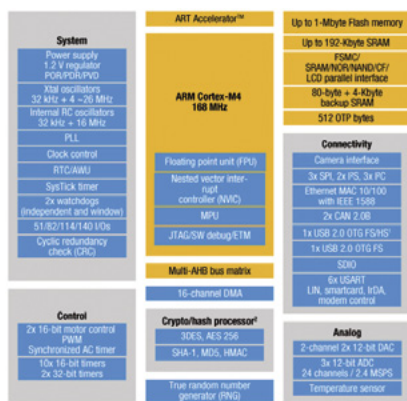 System
Power supply
1.2 V regulator
POR/PDR/PVD
Xtal oscillators
32 kHz + 4 ~26 MHz
Internal RC oscillators
32 kHz + 16 MHz
PLL
Clock control
RTC/AWU
SysTick timer
2x watchdogs
(independent and window)
51/82/114/140 I/Os
Cyclic redundancy
check (CRC)
Control
2x 16-bit motor control
PWM
Synchronized AC timer
10x 16-bit timers
2x 32-bit timers
ART Accelerator™
ARM Cortex-M4
168 MHz
Floating point unit (FPU)
Nested vector inter-
rupt
controller (NVIC)
MPU
JTAG/SW debug/ETM
Multi-AHB bus matrix
16-channel DMA
Crypto/hash processor²
3DES, AES 256
SHA-1, MD5, HMAC
True random number
generator (RNG)
Up to 1-Mbyte Flash memory
Up to 192-Kbyte SRAM
FSMC/
SRAM/NOR/NAND/CF/
LCD parallel interface
80-byte + 4-Kbyte
backup SRAM
512 OTP bytes
Connectivity
Camera interface
3x SPI, 2x I²S, 3x I²C
Ethernet MAC 10/100
with IEEE 1588
2x CAN 2.0B
1x USB 2.0 OTG FS/HS¹
1x USB 2.0 OTG FS
SDIO
6x USART
LIN, smartcard, IrDA,
modem control
Analog
2-channel 2x 12-bit DAC
3x 12-bit ADC
24 channels / 2.4 MSPS
Temperature sensor